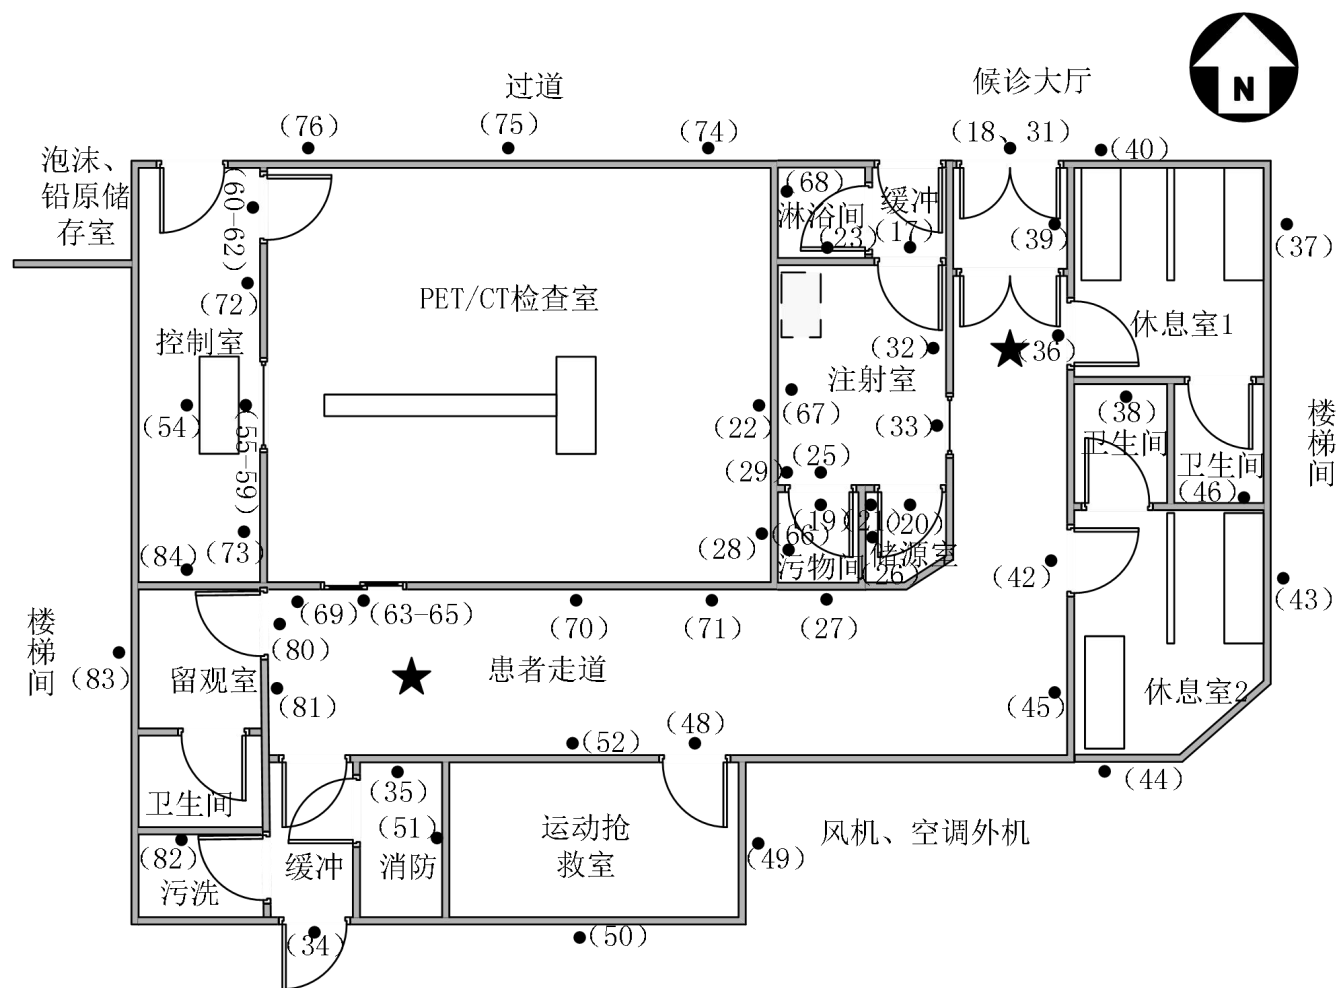 N
过道
候诊大厅
(76)
(75)
(74)
(18、31)
(40)
泡沫、
铅原储
存室
(60-62)
(68)
淋浴间
缓冲
(23)
(17)
(39)
(37)
(72)
PET/CT检查室
控制室
休息室1
(32)
(36)
注射室
(67)
(54)
(55-59)
(22)
(33)
(38)
卫生间
楼梯间
(29)
(25)
卫生间
(46)
(19)
(21)
(20)
(73)
(28)
(66)
储源室
(84)
污物间
(26)
(42)
(43)
(69)
(63-65)
(70)
(71)
(27)
楼梯间
(80)
(83)
留观室
患者走道
休息室2
(81)
(45)
(48)
(52)
(44)
(35)
卫生间
(51)
运动抢
救室
风机、空调外机
(82)
(49)
缓冲
消防
污洗
(34)
(50)